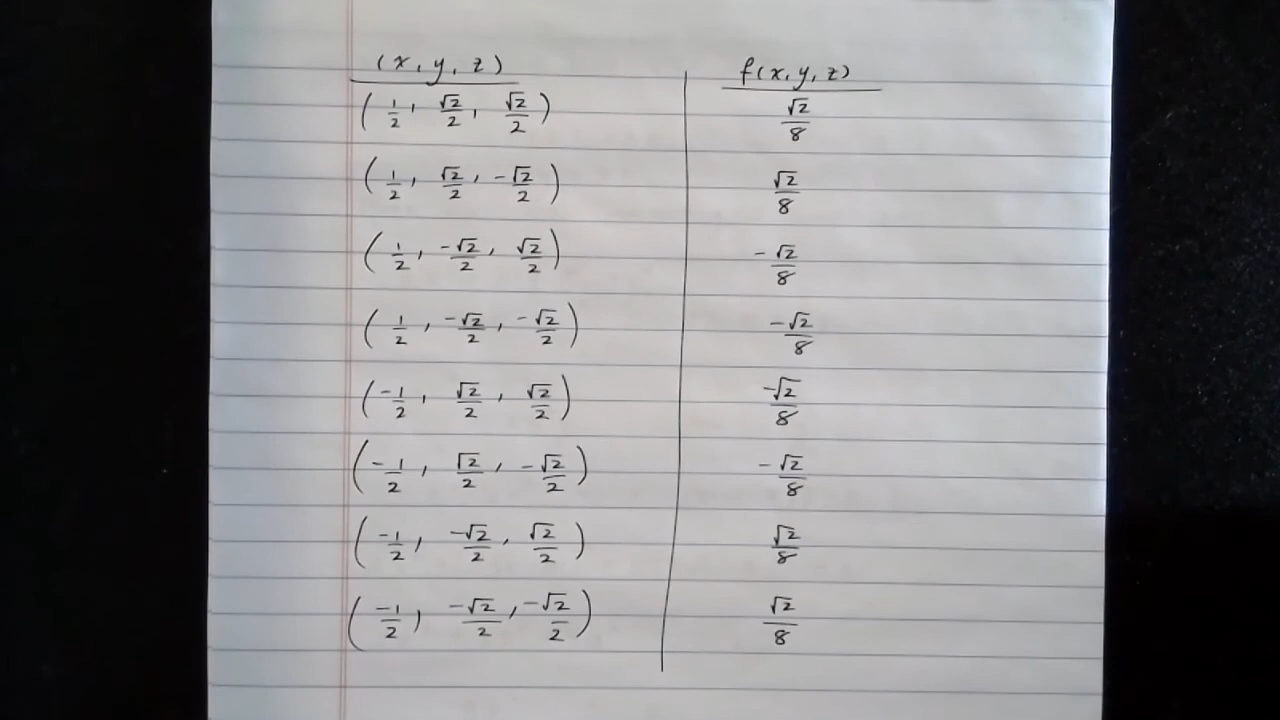 (x, y, z) f(x, y, z)
(1/2, √2/2, √2/2) √2/8
(1/2, √2/2, -√2/2) √2/8
(1/2, -√2/2, √2/2) -√2/8
(1/2, -√2/2, -√2/2) -√2/8
(-1/2, √2/2, √2/2) -√2/8
(-1/2, √2/2, -√2/2) -√2/8
(-1/2, -√2/2, √2/2) √2/8
(-1/2, -√2/2, -√2/2) √2/8